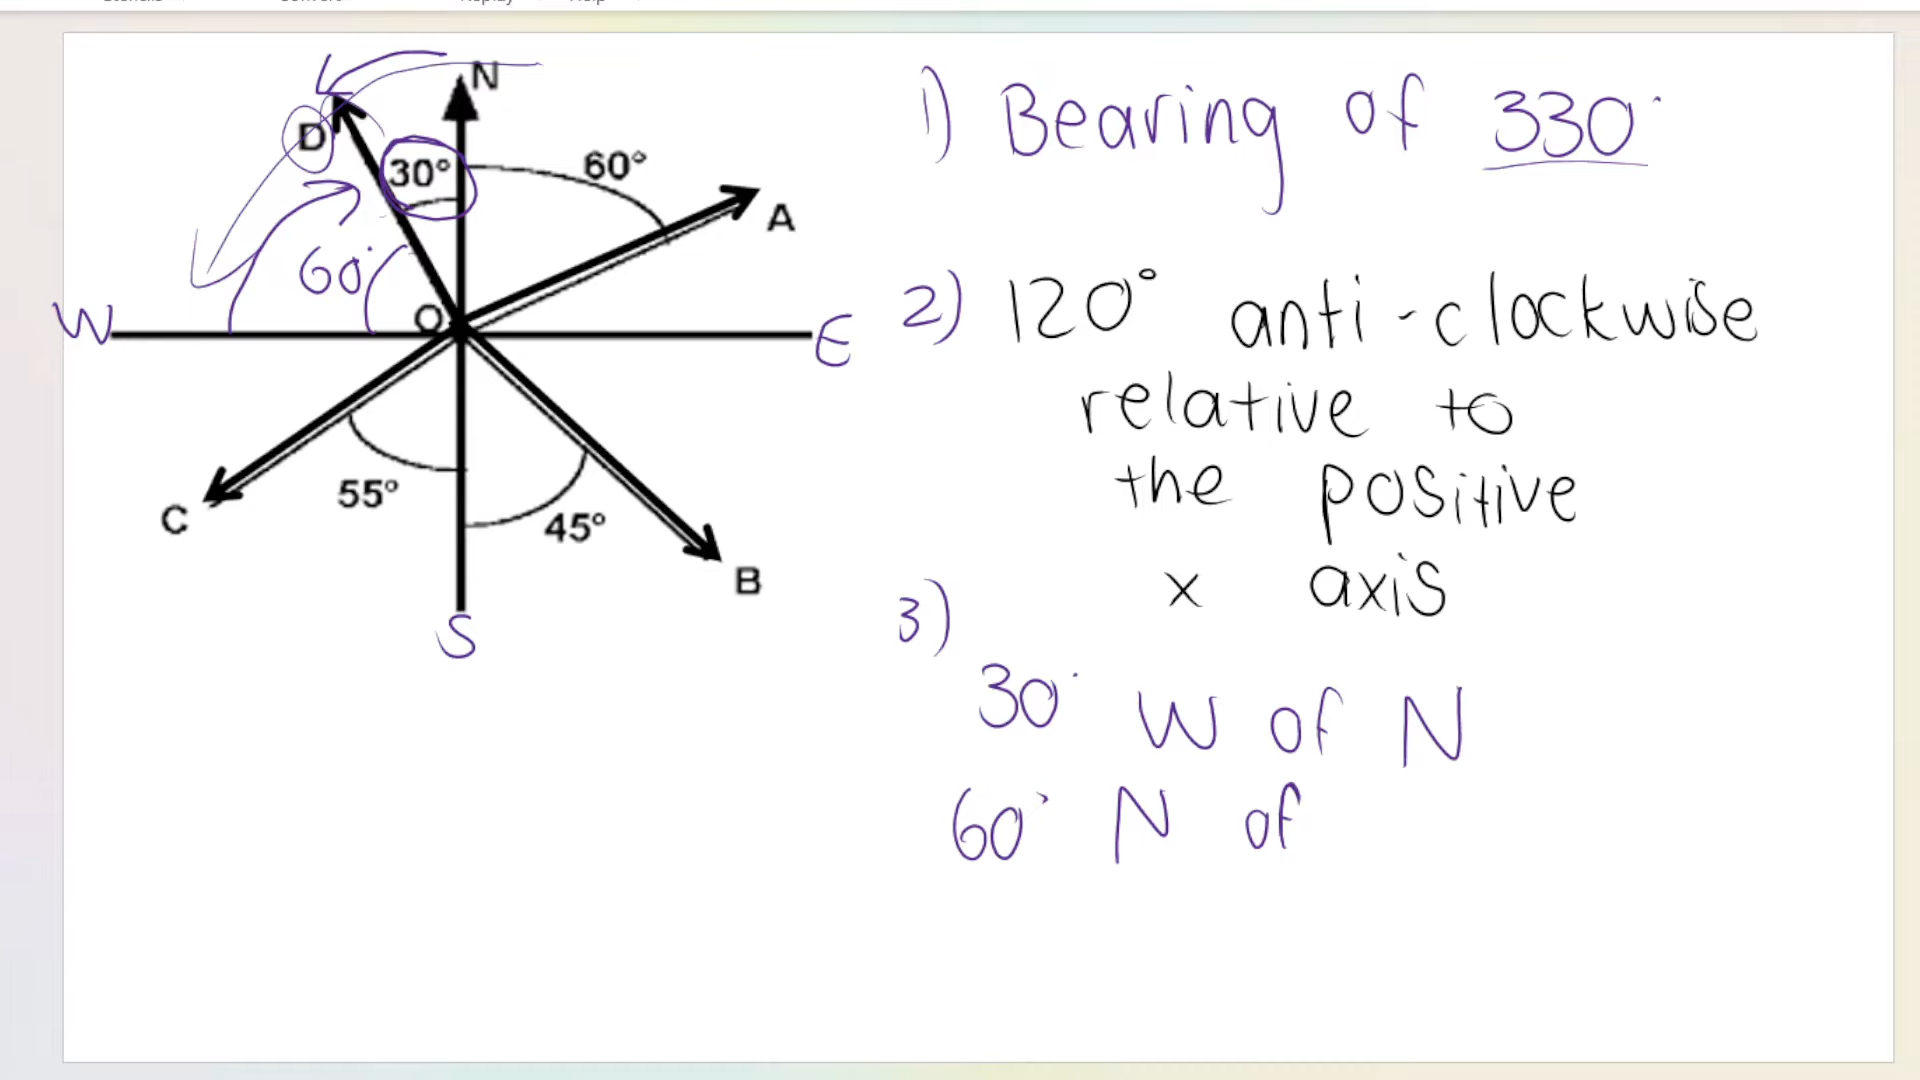 N
D
30°
60°
A
60°
W
O
E
C
55°
45°
B
S
1) Bearing of 330°
2) 120° anti-clockwise
relative to
the positive
x axis
3)
30° W of N
60° N of